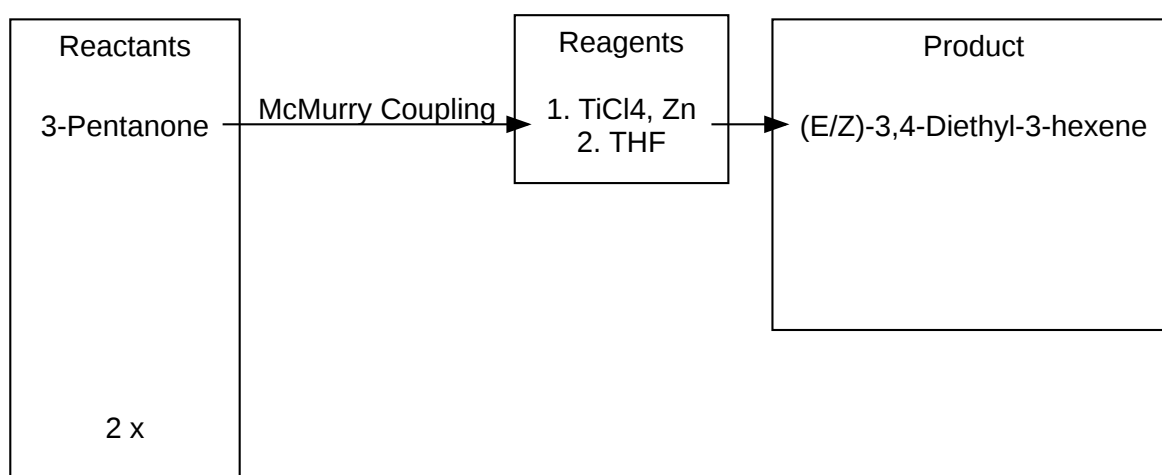 Reactants
3-Pentanone
2 x
McMurry Coupling
Reagents
1. TiCl4, Zn
2. THF
Product
(E/Z)-3,4-Diethyl-3-hexene